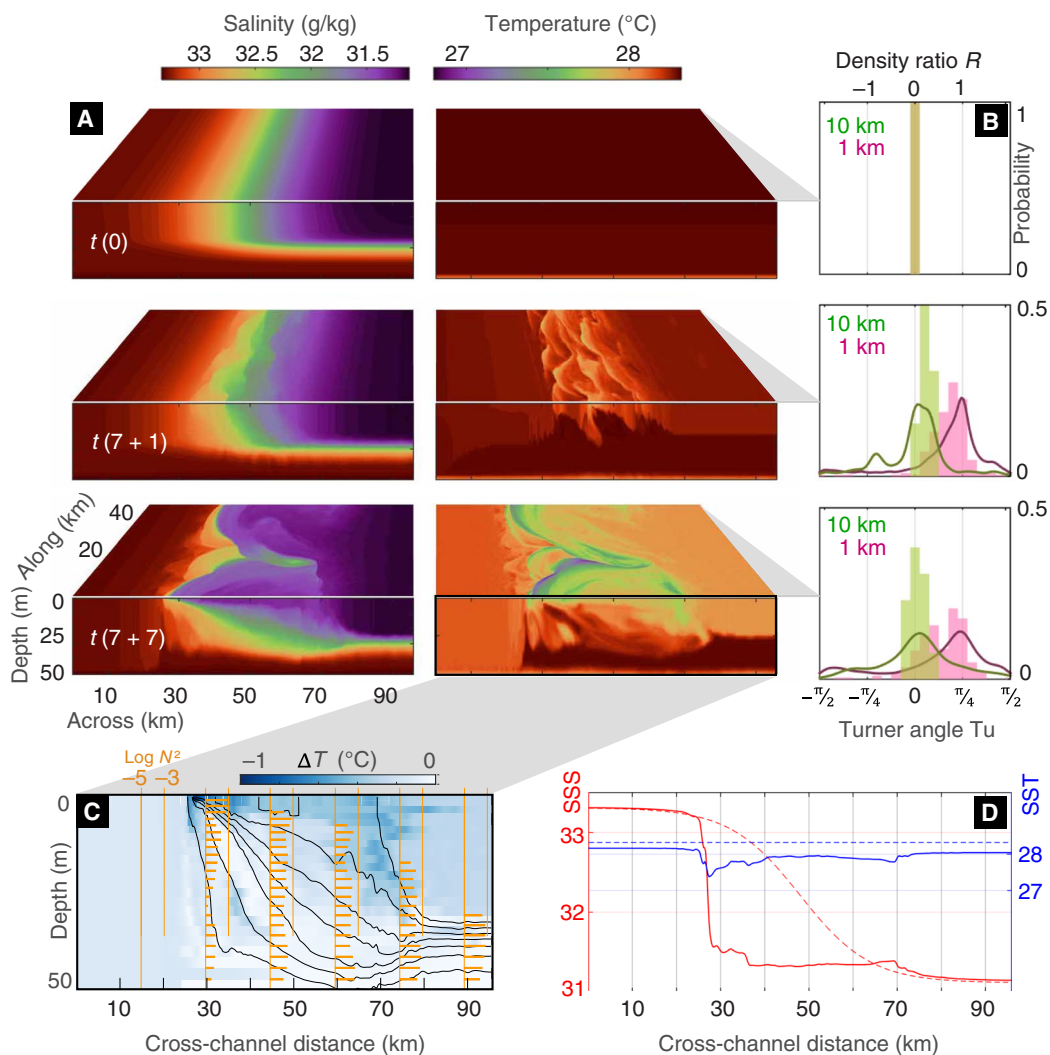 Salinity (g/kg)
33 32.5 32 31.5
Temperature (°C)
27 28
Density ratio R
−1 0 1
A
t (0)
B
10 km
1 km
1
0
Probability
t (7 + 1)
10 km
1 km
0.5
0
Along (km)
40
20
Depth (m)
0
25
50
t (7 + 7)
10 30 50 70 90
Across (km)
10 km
1 km
0.5
0
−π/2 −π/4 0 π/4 π/2
Turner angle Tu
Log N²
−5 −3
−1 ΔT (°C) 0
C
0
50
Depth (m)
10 30 50 70 90
Cross-channel distance (km)
D
SSS
33
32
31
SST
28
27
10 20 30 40 50 60 70 80 90
Cross-channel distance (km)